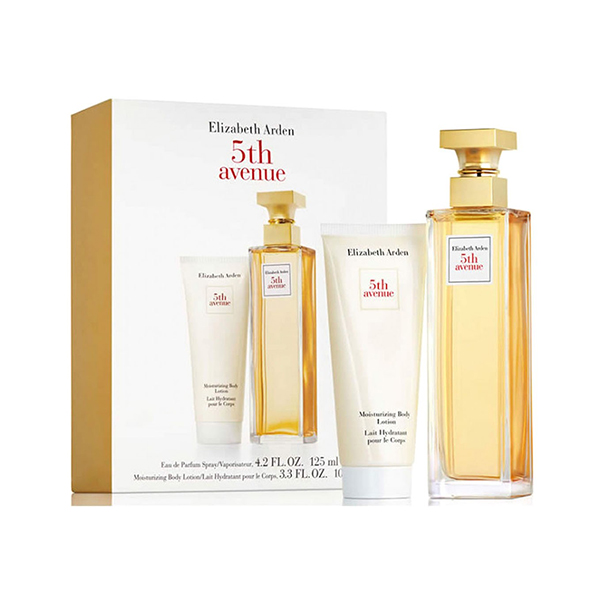 Elizabeth Arden
5th
avenue
Elizabeth Arden
5th
avenue
Moisturizing Body
Lotion
Lait Hydratant
pour le Corps
Elizabeth Arden
5th
avenue
Eau de Parfum Spray/Vaporisateur, 4.2 FL.OZ. 125 ml
Moisturizing Body Lotion/Lait Hydratant pour le Corps, 3.3 FL.OZ. 10
Elizabeth Arden
5th
avenue
Moisturizing Body
Lotion
Lait Hydratant
pour le Corps
Elizabeth Arden
5th
avenue